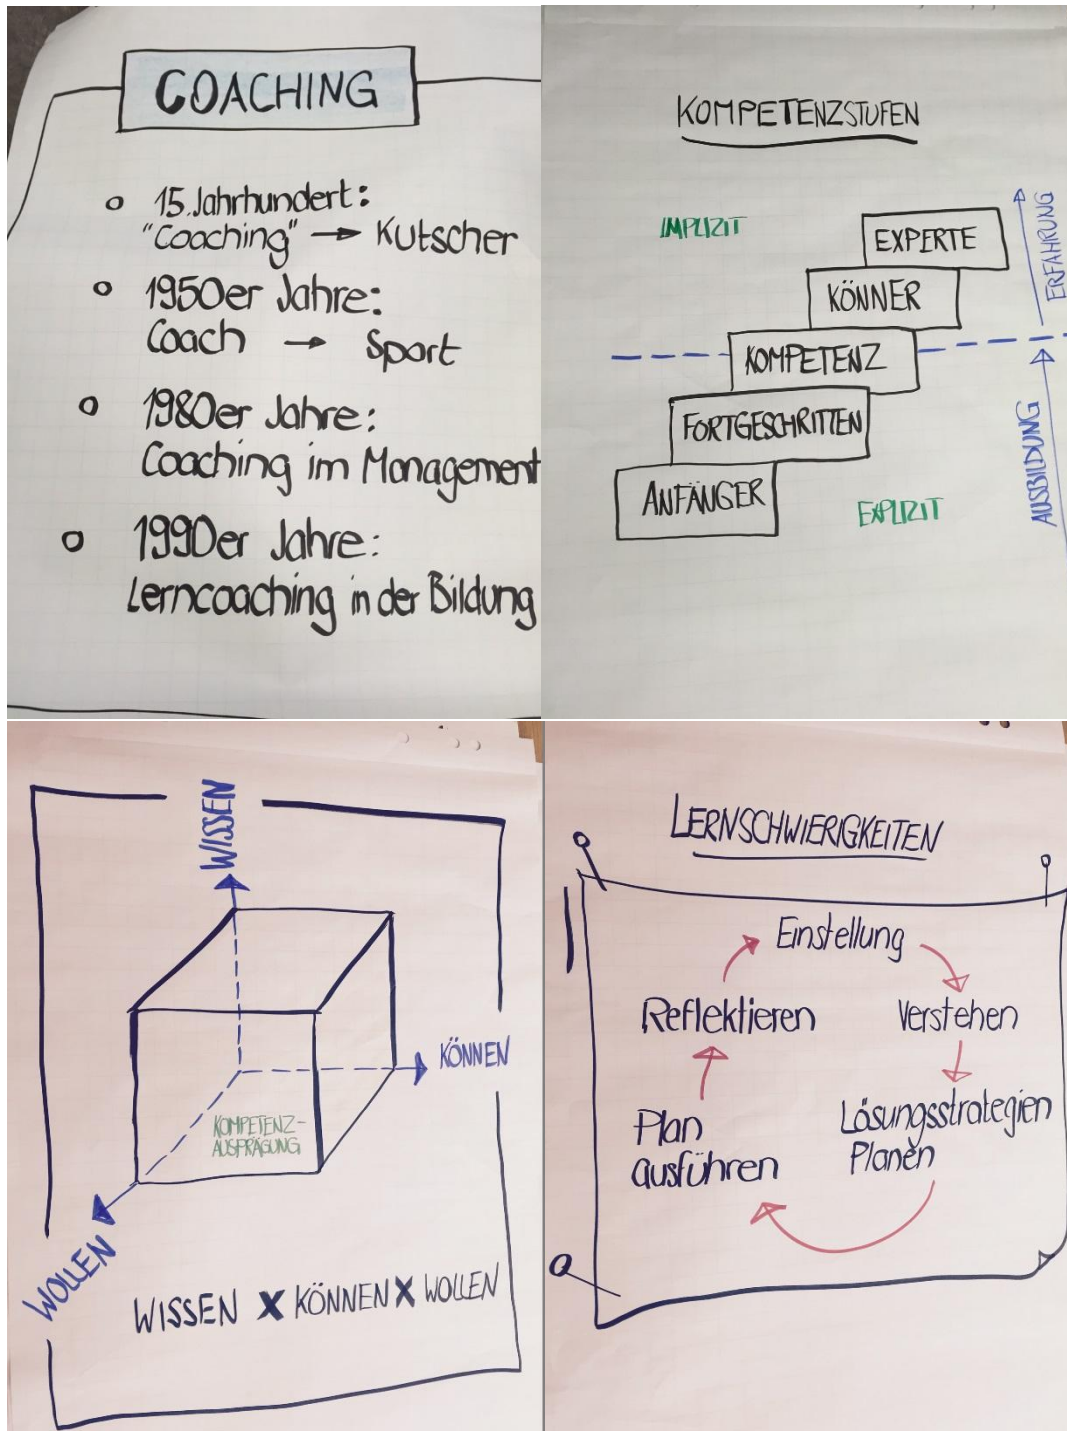 COACHING
15. Jahrhundert:
"Coaching" → Kutscher
1950er Jahre:
Coach → Sport
1980er Jahre:
Coaching im Management
1990er Jahre:
Lerncoaching in der Bildung
KOMPETENZSTUFEN
IMPLIZIT
EXPERTE
KÖNNER
KOMPETENZ
FORTGESCHRITTEN
ANFÄNGER
EXPLIZIT
ERFAHRUNG
AUSBILDUNG
WISSEN
KÖNNEN
KOMPETENZ-
AUSPRÄGUNG
WOLLEN
WISSEN X KÖNNEN X WOLLEN
LERNSCHWIERIGKEITEN
Einstellung
Verstehen
Lösungsstrategien
Planen
Plan
ausführen
Reflektieren